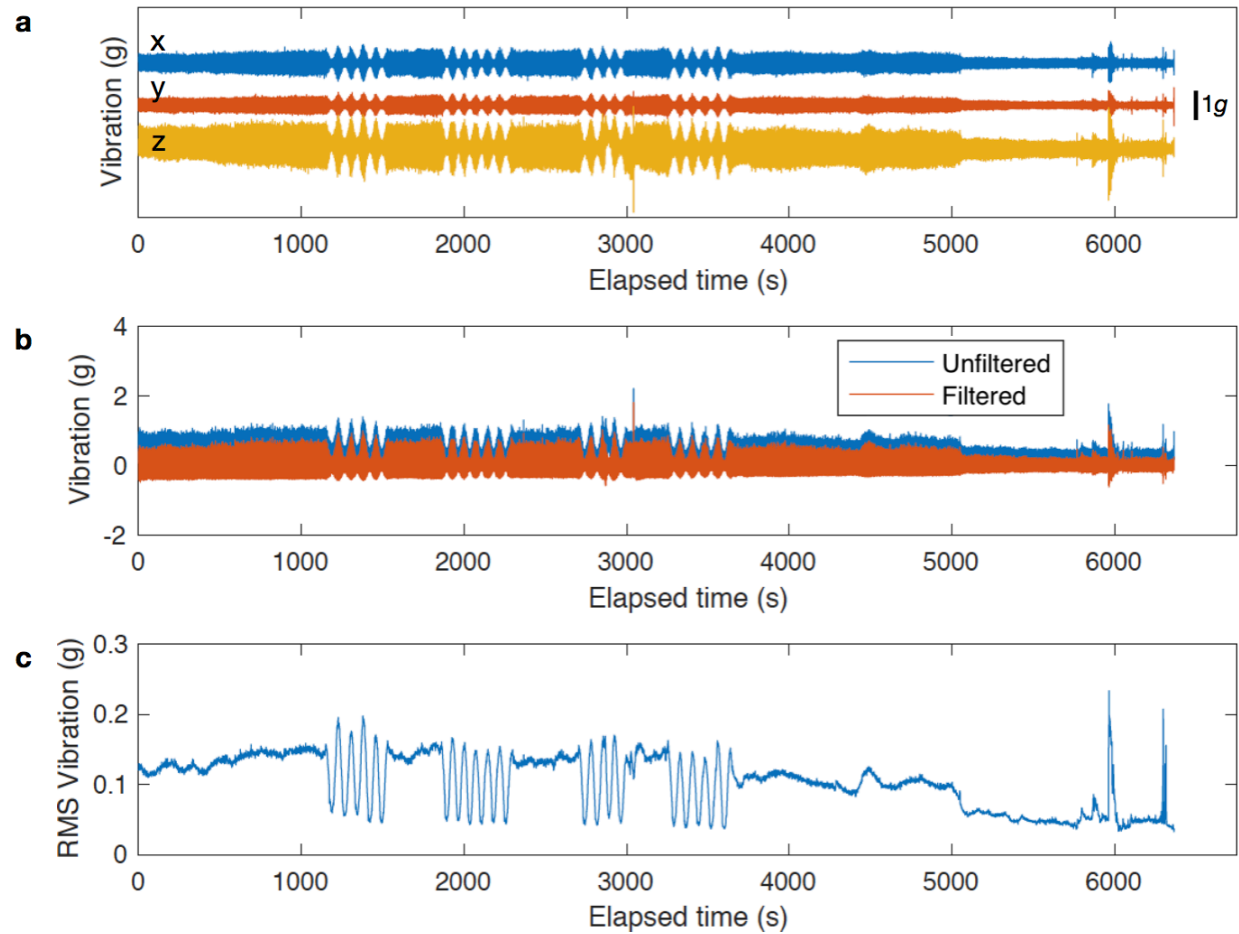 a
Vibration (g)
x
y
z
1g
0 1000 2000 3000 4000 5000 6000
Elapsed time (s)
b
Vibration (g)
4
2
0
-2
Unfiltered
Filtered
0 1000 2000 3000 4000 5000 6000
Elapsed time (s)
c
RMS Vibration (g)
0.3
0.2
0.1
0
0 1000 2000 3000 4000 5000 6000
Elapsed time (s)